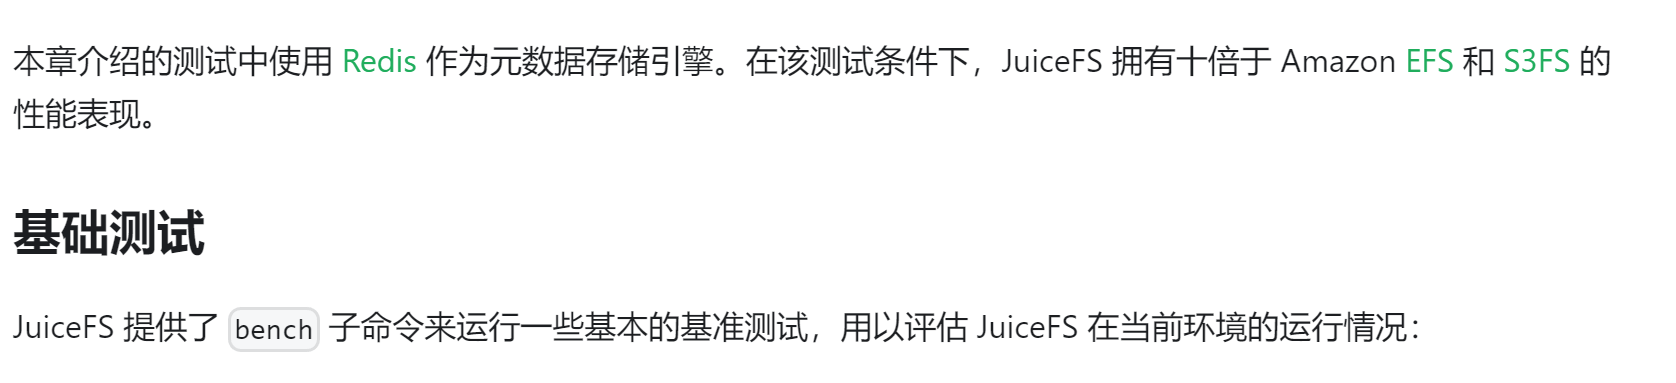 本章介绍的测试中使用 Redis 作为元数据存储引擎。在该测试条件下，JuiceFS 拥有十倍于 Amazon EFS 和 S3FS 的
性能表现。
基础测试
JuiceFS 提供了 bench 子命令来运行一些基本的基准测试，用以评估 JuiceFS 在当前环境的运行情况：